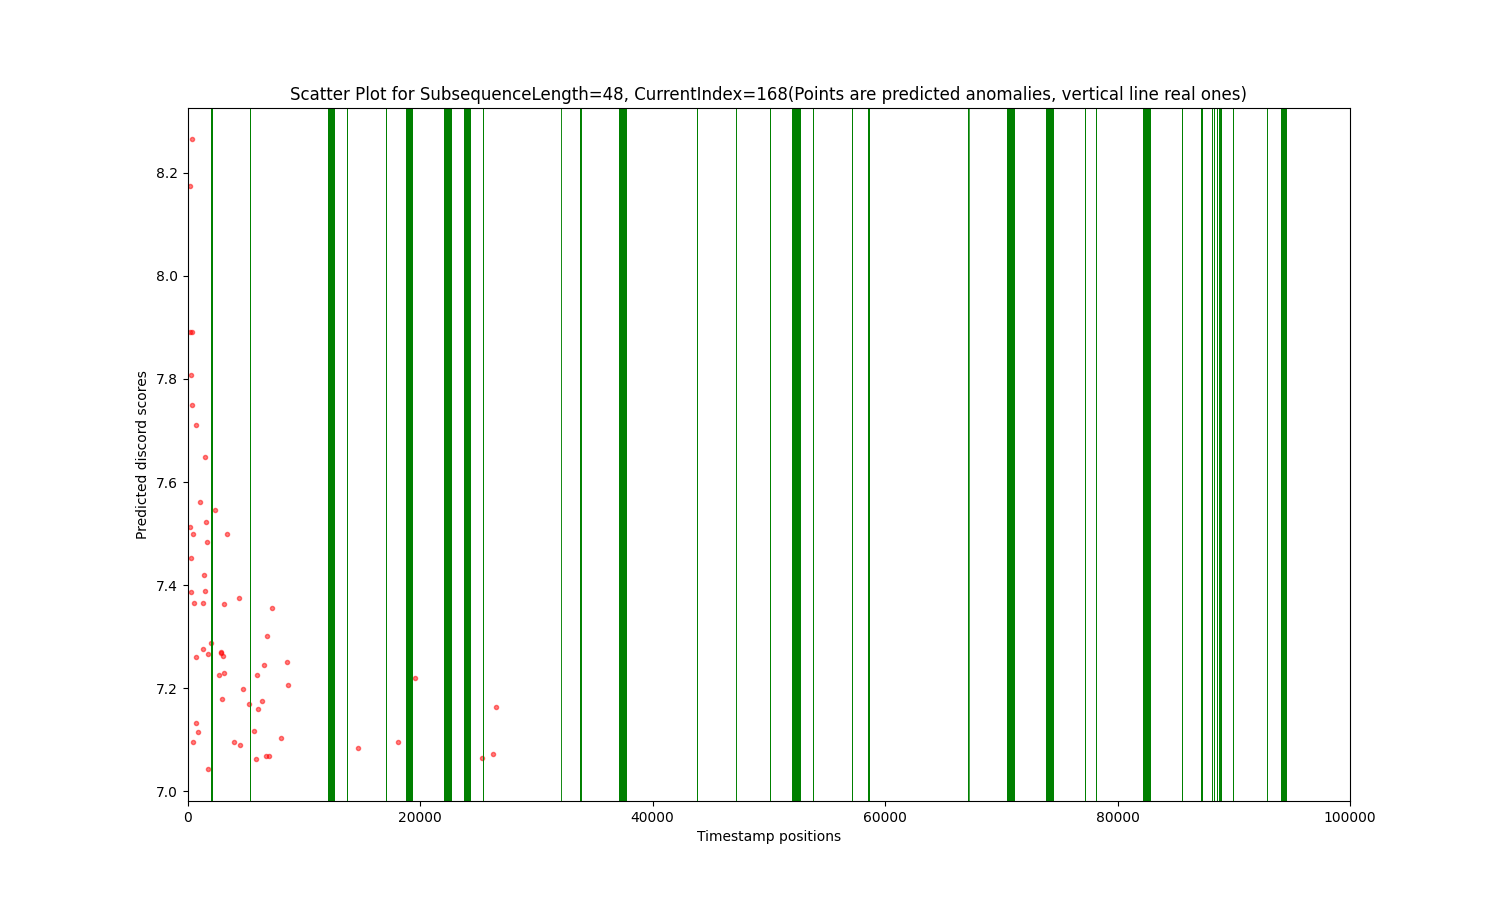 Scatter Plot for SubsequenceLength=48, CurrentIndex=168(Points are predicted anomalies, vertical line real ones)
8.2
8.0
7.8
7.6
7.4
7.2
7.0
Predicted discord scores
0 20000 40000 60000 80000 100000
Timestamp positions